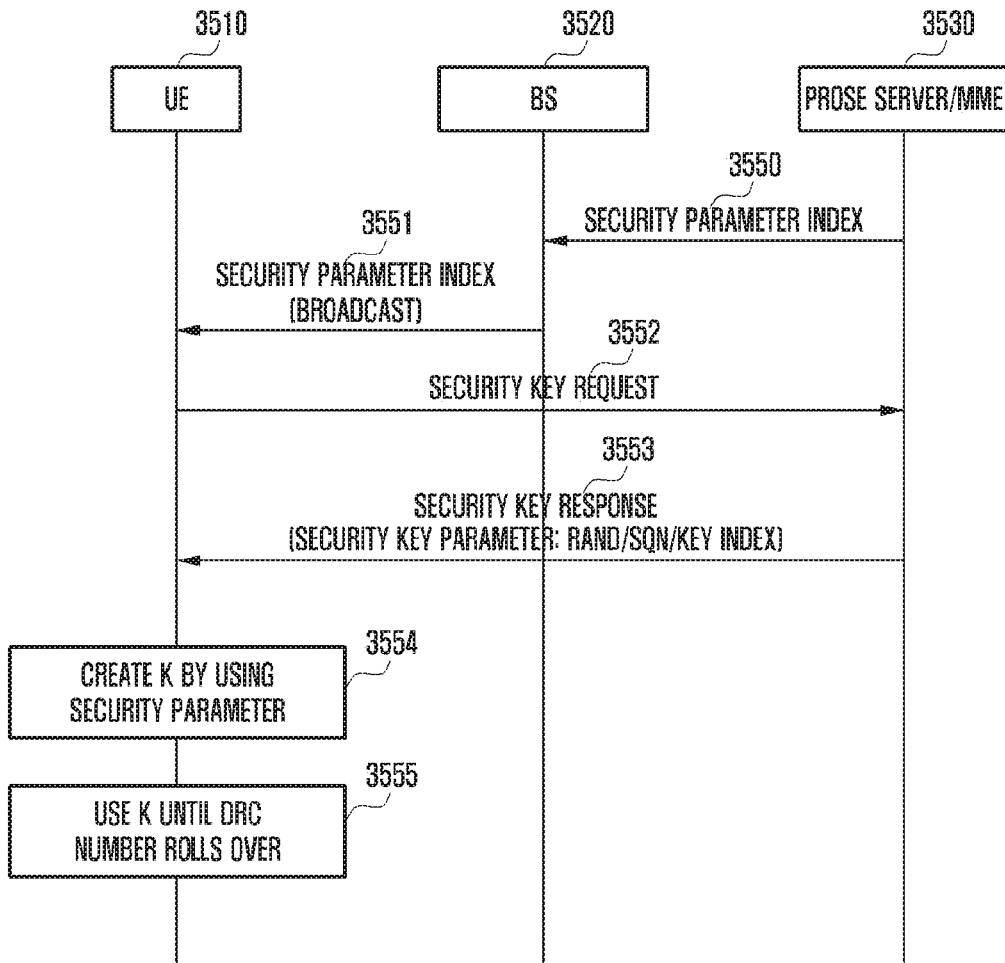 3510
3520
3530
UE
BS
PROSE SERVER/MME
3550
SECURITY PARAMETER INDEX
3551
SECURITY PARAMETER INDEX
(BROADCAST)
3552
SECURITY KEY REQUEST
3553
SECURITY KEY RESPONSE
(SECURITY KEY PARAMETER: RAND/SQN/KEY INDEX)
3554
CREATE K BY USING
SECURITY PARAMETER
3555
USE K UNTIL DRC
NUMBER ROLLS OVER